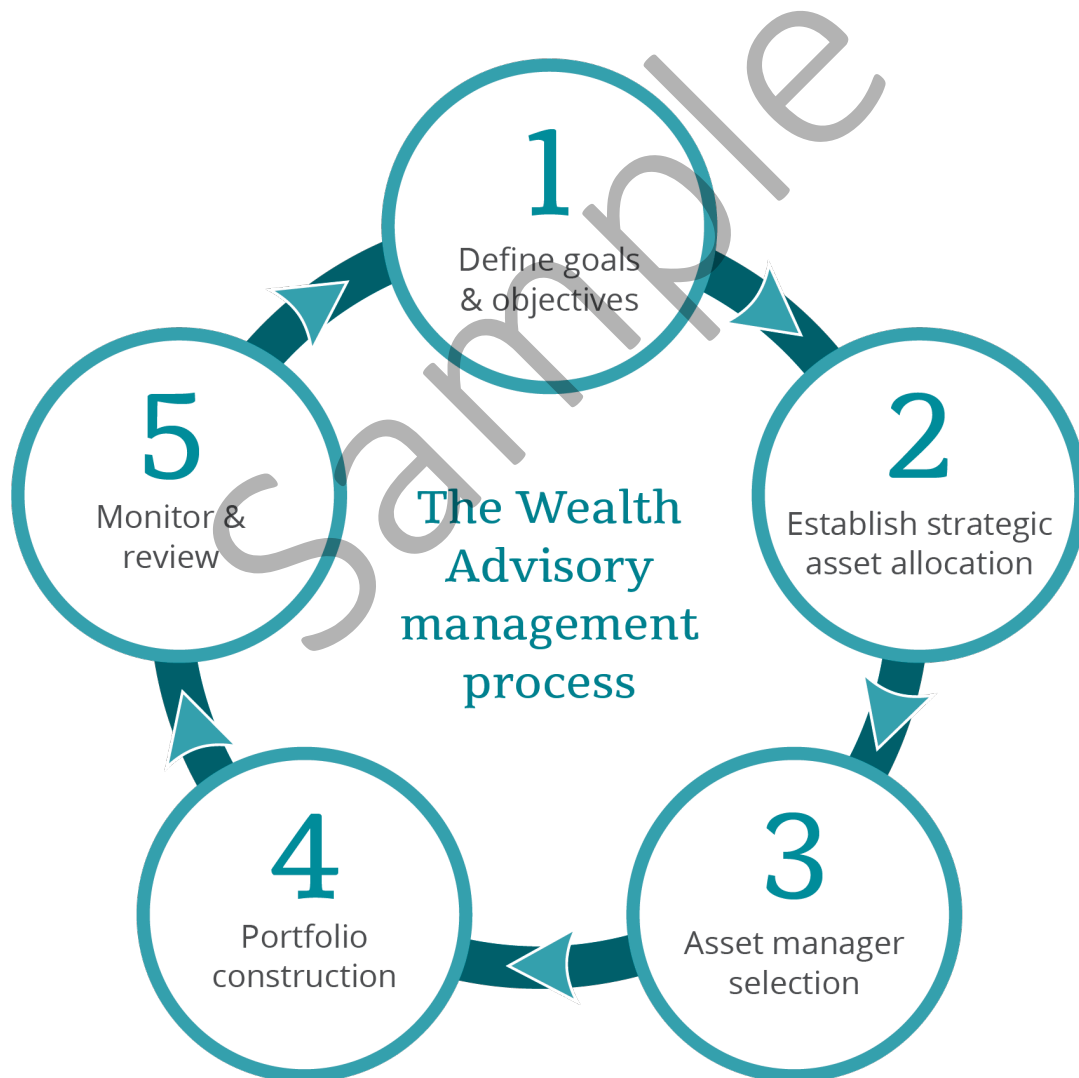 1
Define goals
& objectives
2
Establish strategic
asset allocation
3
Asset manager
selection
4
Portfolio
construction
5
Monitor &
review
The Wealth
Advisory
management
process
Sample